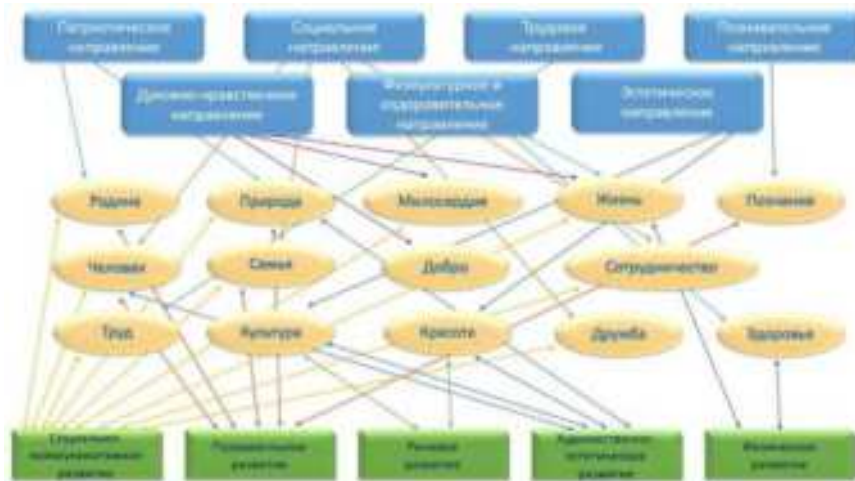 Патриотическое
направление
Социальное
направление
Трудовое
направление
Познавательное
направление
Духовно-нравственное
направление
Физкультурное и
оздоровительное
направление
Эстетическое
направление
Родина
Природа
Милосердие
Жизнь
Познание
Человек
Семья
Добро
Сотрудничество
Труд
Культура
Красота
Дружба
Здоровье
Социально-
коммуникативное
развитие
Познавательное
развитие
Речевое
развитие
Художественно-
эстетическое
развитие
Физическое
развитие